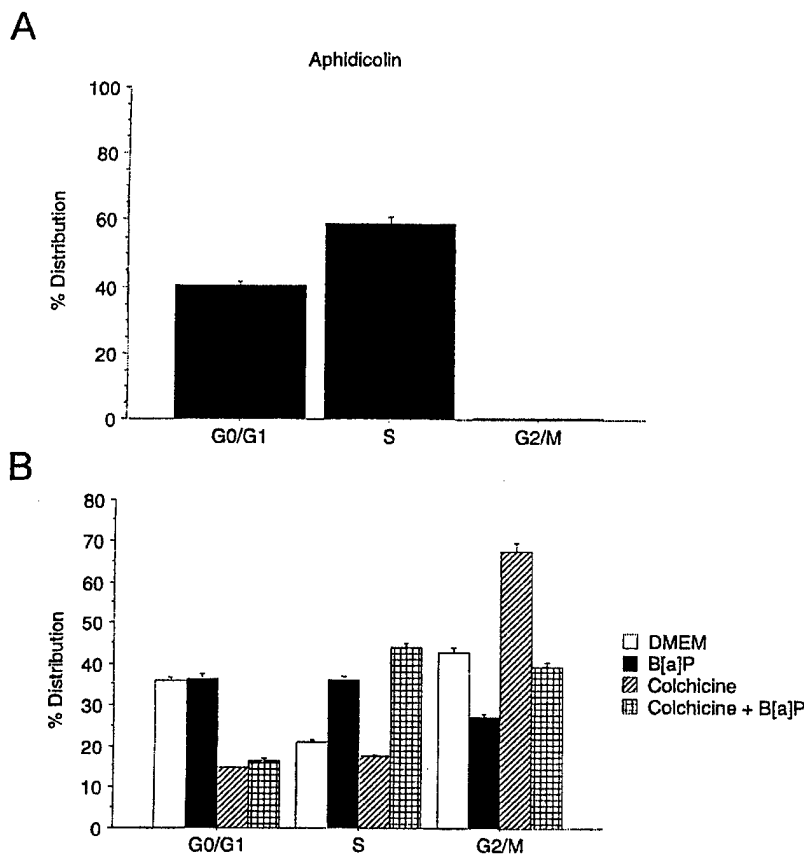 A
Aphidicolin
% Distribution
100
80
60
40
20
0
G0/G1 S G2/M
B
% Distribution
80
70
60
50
40
30
20
10
0
G0/G1 S G2/M
DMEM
B[a]P
Colchicine
Colchicine + B[a]P